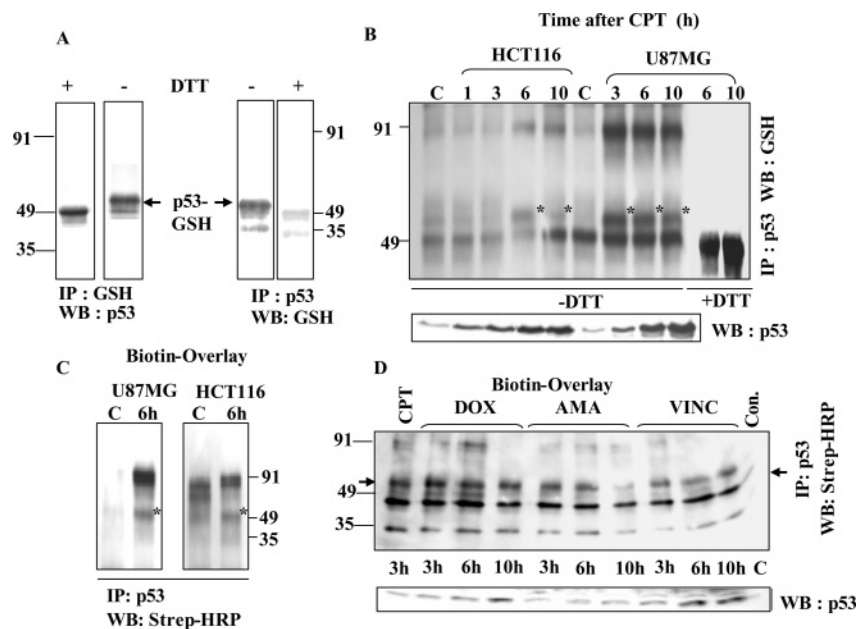 A
+ - DTT - +
91 91
49 p53-GSH 49
35 35
IP : GSH
WB : p53
IP : p53
WB: GSH
B
Time after CPT (h)
HCT116 U87MG
C 1 3 6 10 C 3 6 10 6 10
91
* * * * *
49
IP : p53 WB : GSH
-DTT +DTT
WB : p53
C
Biotin-Overlay
U87MG HCT116
C 6h C 6h
91
* * 49
35
IP: p53
WB: Strep-HRP
D
Biotin-Overlay
CPT DOX AMA VINC Con.
91
49
35
IP: p53
WB: Strep-HRP
3h 3h 6h 10h 3h 6h 10h 3h 6h 10h C
WB : p53